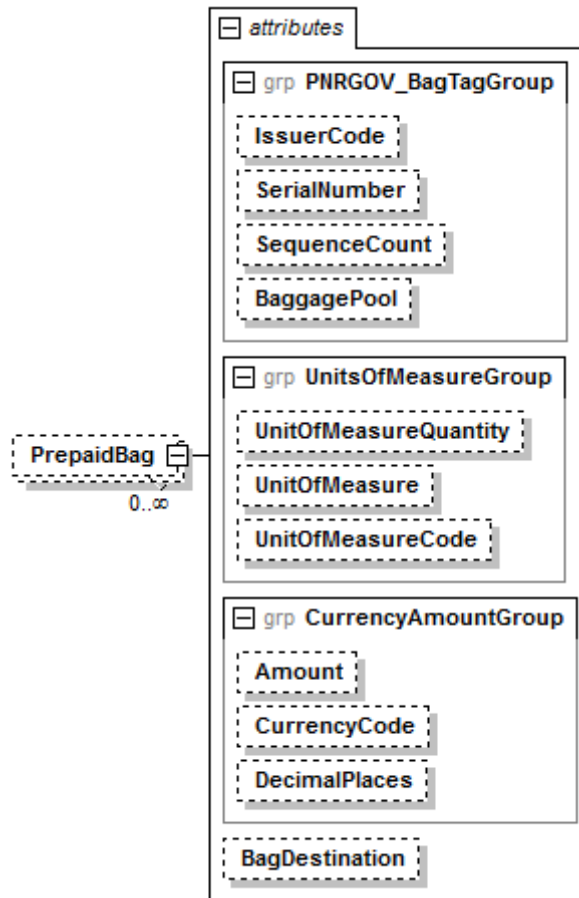 attributes
grp PNRGOV_BagTagGroup
IssuerCode
SerialNumber
SequenceCount
BaggagePool
grp UnitsOfMeasureGroup
UnitOfMeasureQuantity
PrepaidBag
UnitOfMeasure
0..∞
UnitOfMeasureCode
grp CurrencyAmountGroup
Amount
CurrencyCode
DecimalPlaces
BagDestination